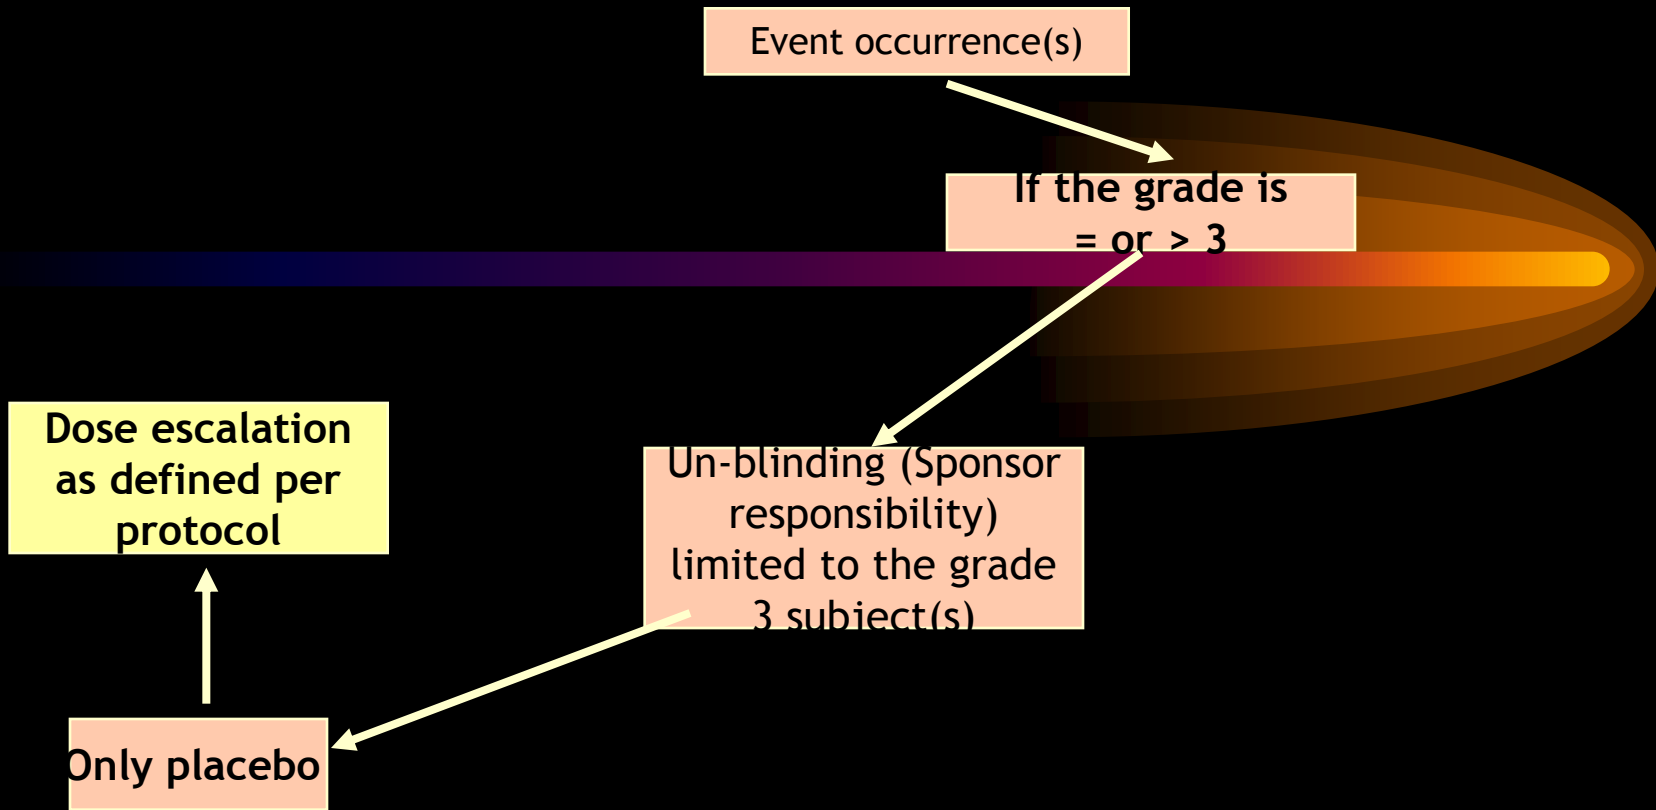 Event occurrence(s)
If the grade is
= or > 3
Un-blinding (Sponsor
responsibility)
limited to the grade
3 subject(s)
Dose escalation
as defined per
protocol
Only placebo